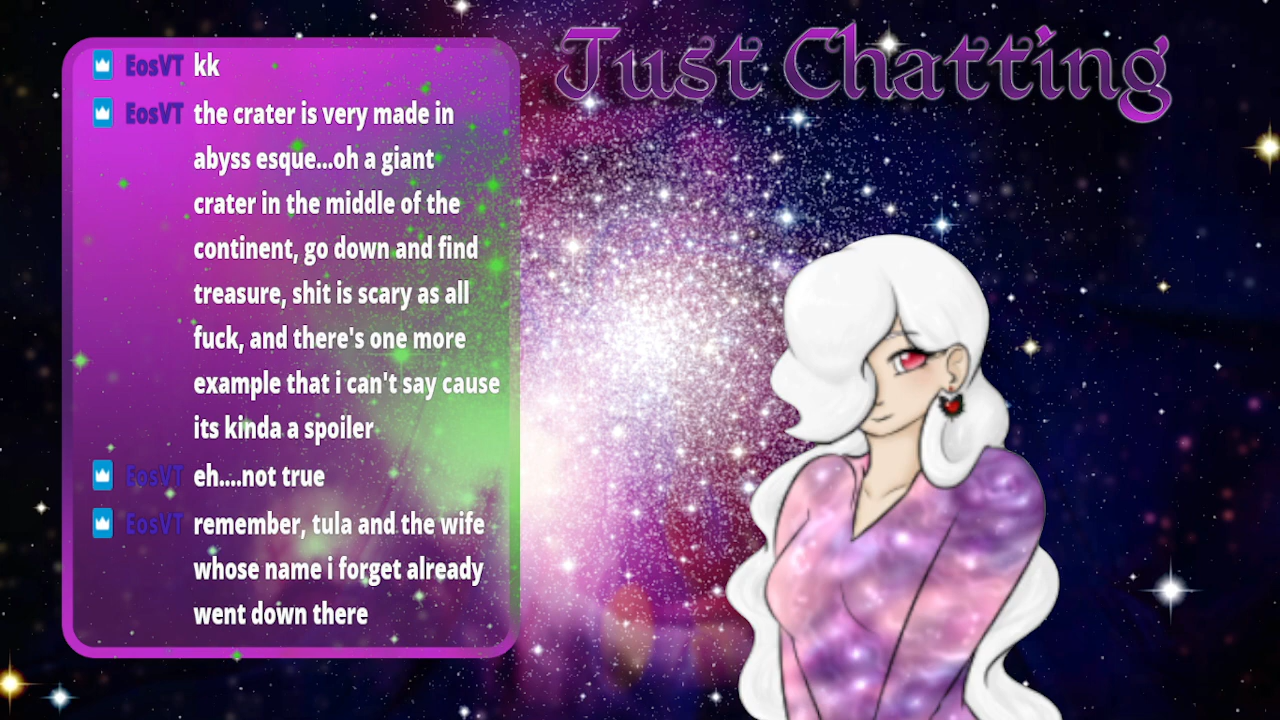 Just Chatting
EosVT kk
EosVT the crater is very made in
abyss esque...oh a giant
crater in the middle of the
continent, go down and find
treasure, shit is scary as all
fuck, and there's one more
example that i can't say cause
its kinda a spoiler
EosVT eh....not true
EosVT remember, tula and the wife
whose name i forget already
went down there